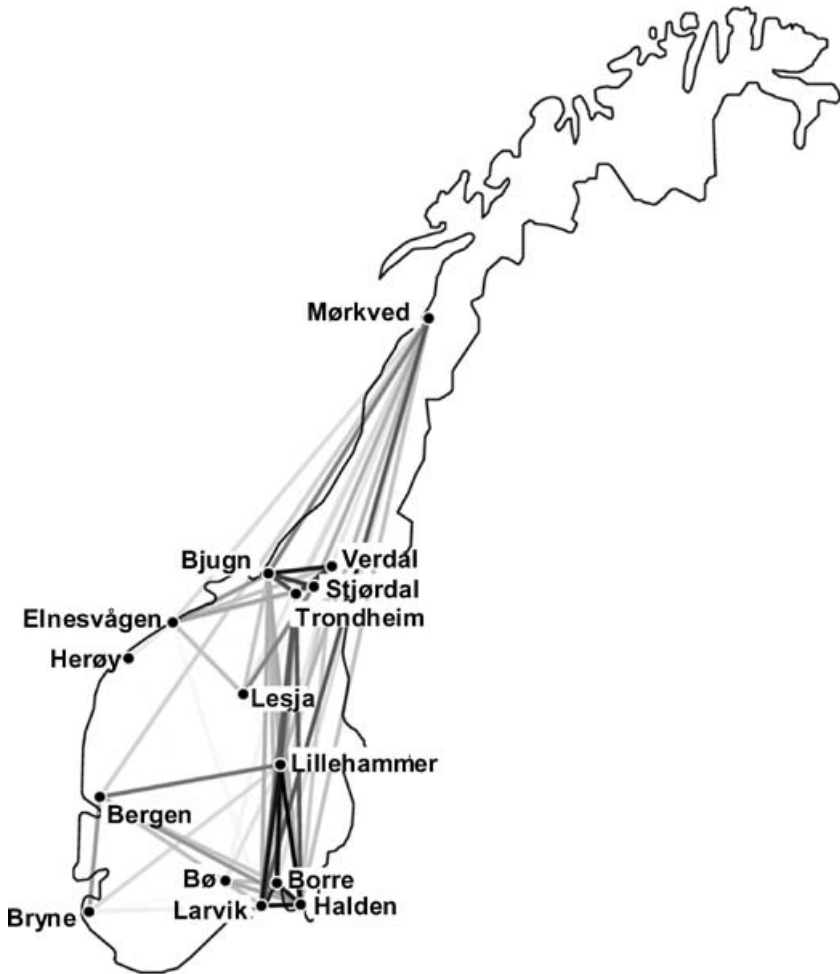 Mørkved
Bjugn
Verdal
Stjørdal
Trondheim
Elnesvågen
Herøy
Lesja
Lillehammer
Bergen
Bø
Borre
Larvik
Halden
Bryne